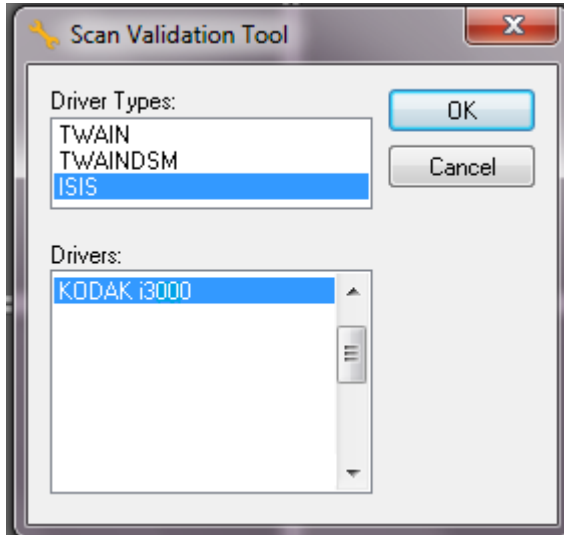 Scan Validation Tool
Driver Types:
TWAIN
TWAINDSM
ISIS
OK
Cancel
Drivers:
KODAK i3000